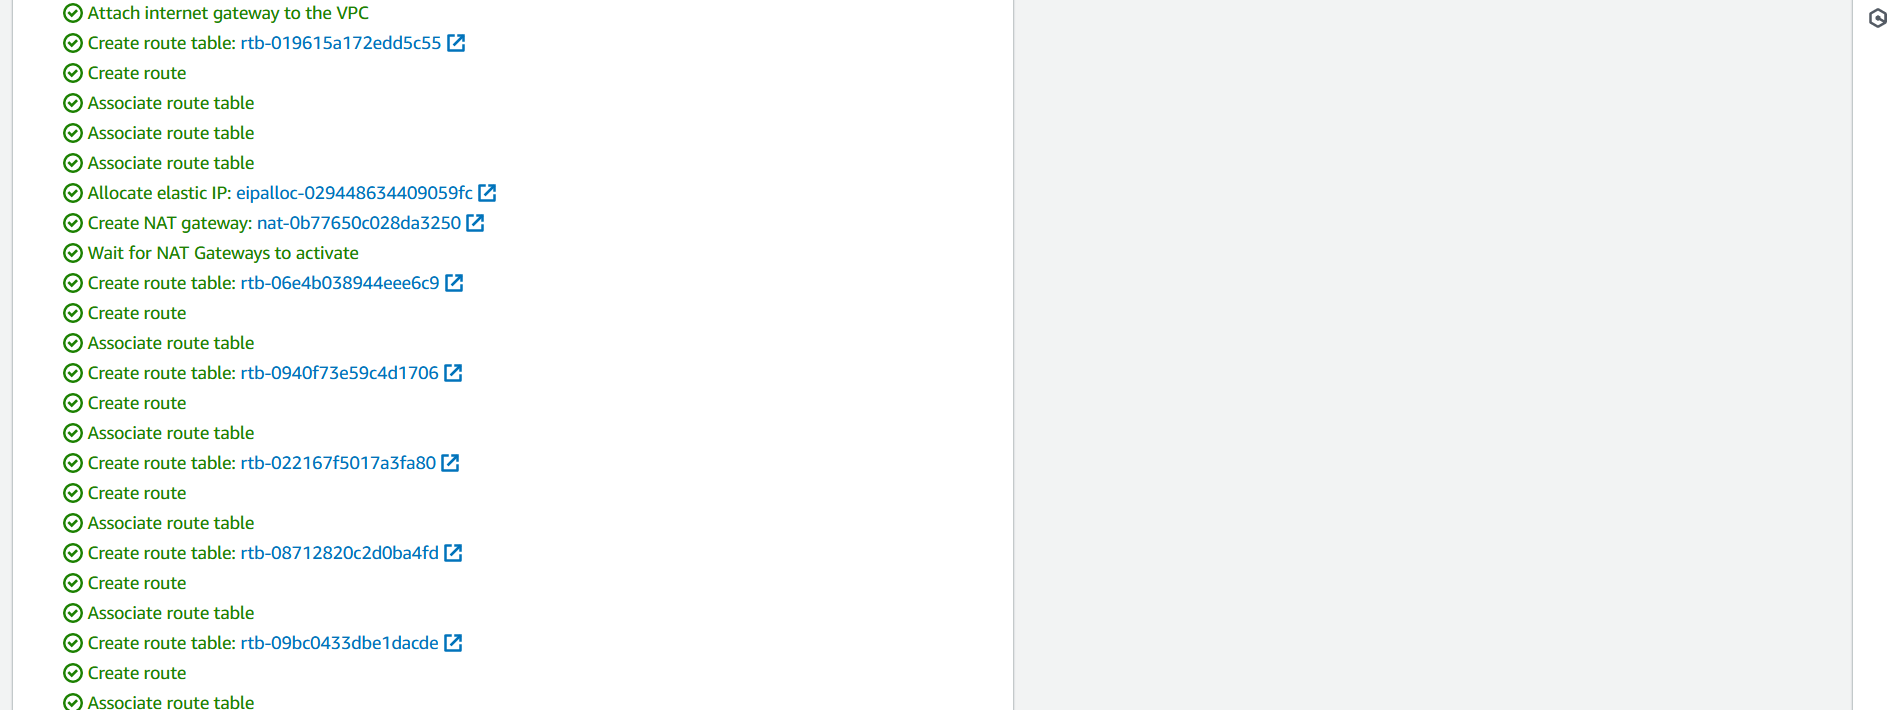 Attach internet gateway to the VPC
Create route table: rtb-019615a172edd5c55
Create route
Associate route table
Associate route table
Associate route table
Allocate elastic IP: eipalloc-029448634409059fc
Create NAT gateway: nat-0b77650c028da3250
Wait for NAT Gateways to activate
Create route table: rtb-06e4b038944eee6c9
Create route
Associate route table
Create route table: rtb-0940f73e59c4d1706
Create route
Associate route table
Create route table: rtb-022167f5017a3fa80
Create route
Associate route table
Create route table: rtb-08712820c2d0ba4fd
Create route
Associate route table
Create route table: rtb-09bc0433dbe1dacde
Create route
Associate route table